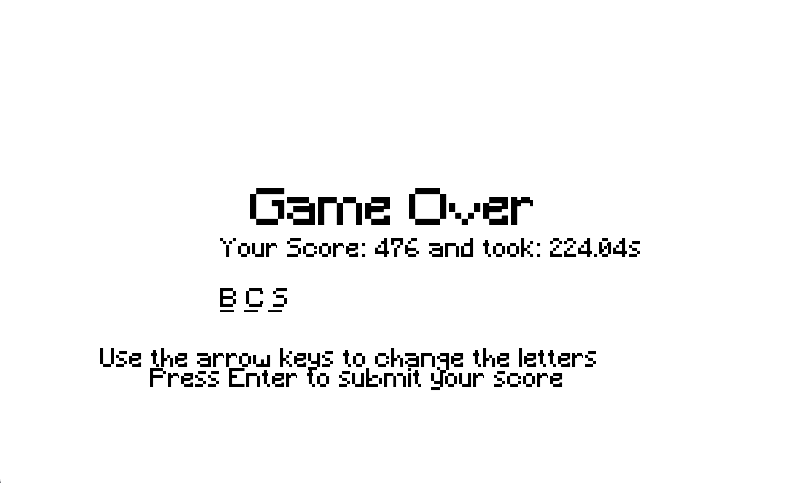 Game Over
Your Score: 476 and took: 224.04s
B C S
Use the arrow keys to change the letters
Press Enter to submit your score